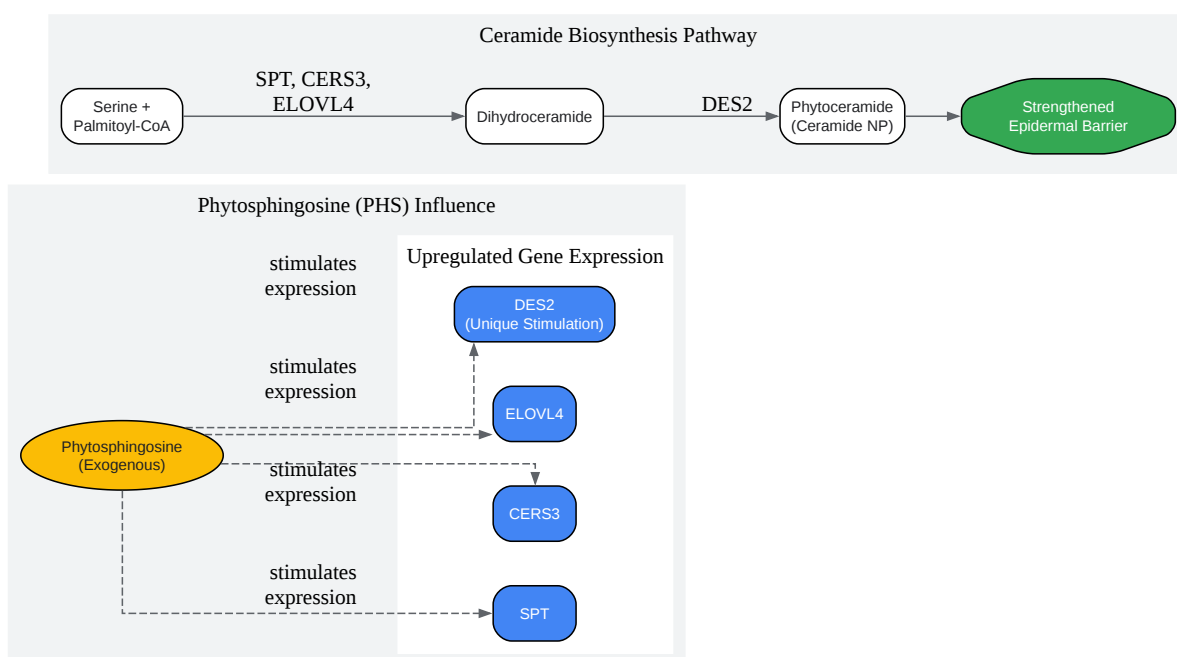 Ceramide Biosynthesis Pathway
Serine +
Palmitoyl-CoA
SPT, CERS3,
ELOVL4
Dihydroceramide
DES2
Phytoceramide
(Ceramide NP)
Strengthened
Epidermal Barrier
Phytosphingosine (PHS) Influence
Upregulated Gene Expression
stimulates
expression
DES2
(Unique Stimulation)
stimulates
expression
ELOVL4
Phytosphingosine
(Exogenous)
stimulates
expression
CERS3
stimulates
expression
SPT